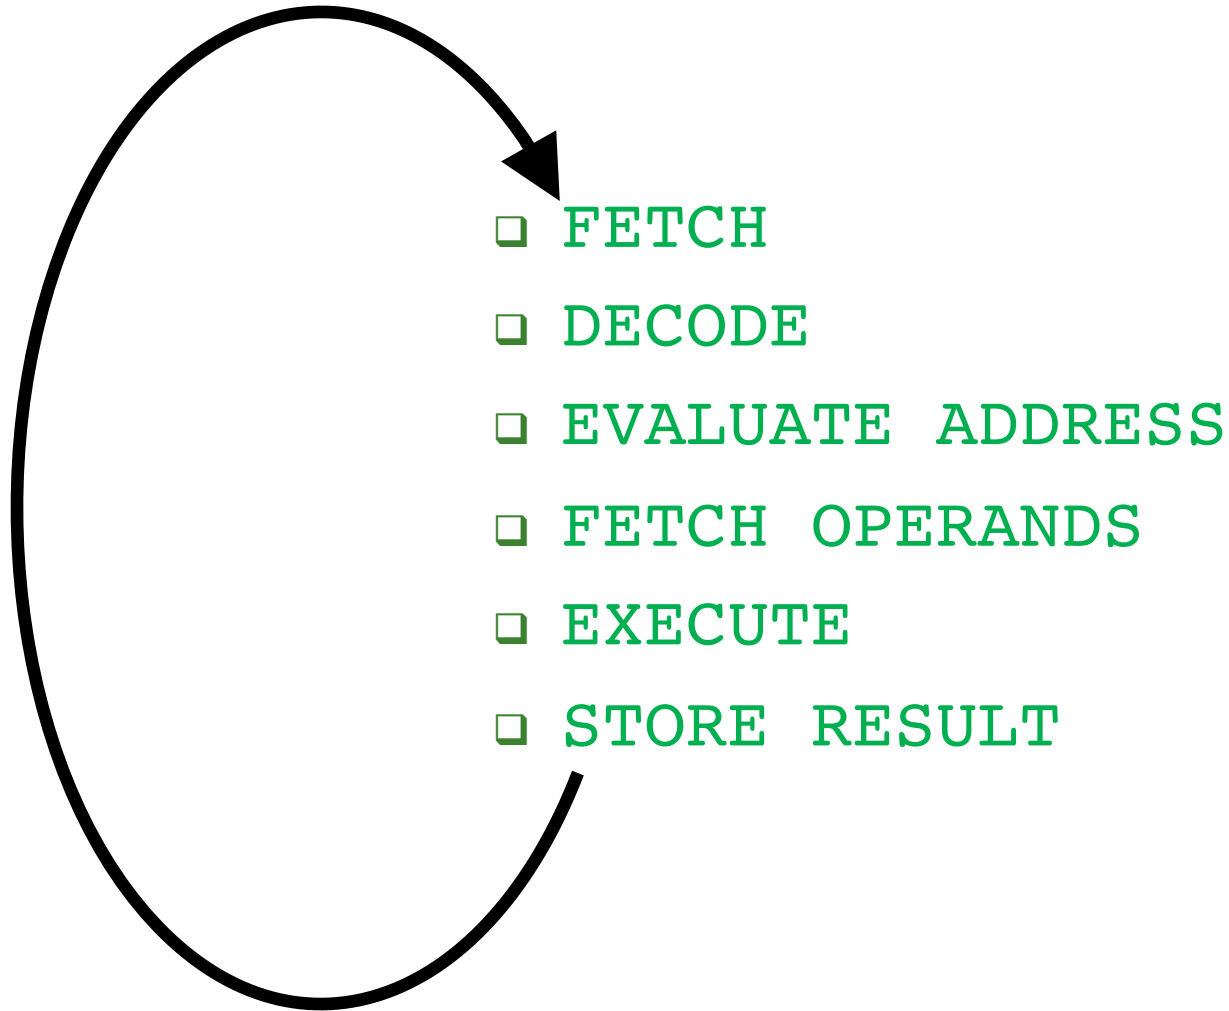 FETCH
DECODE
EVALUATE ADDRESS
FETCH OPERANDS
EXECUTE
STORE RESULT